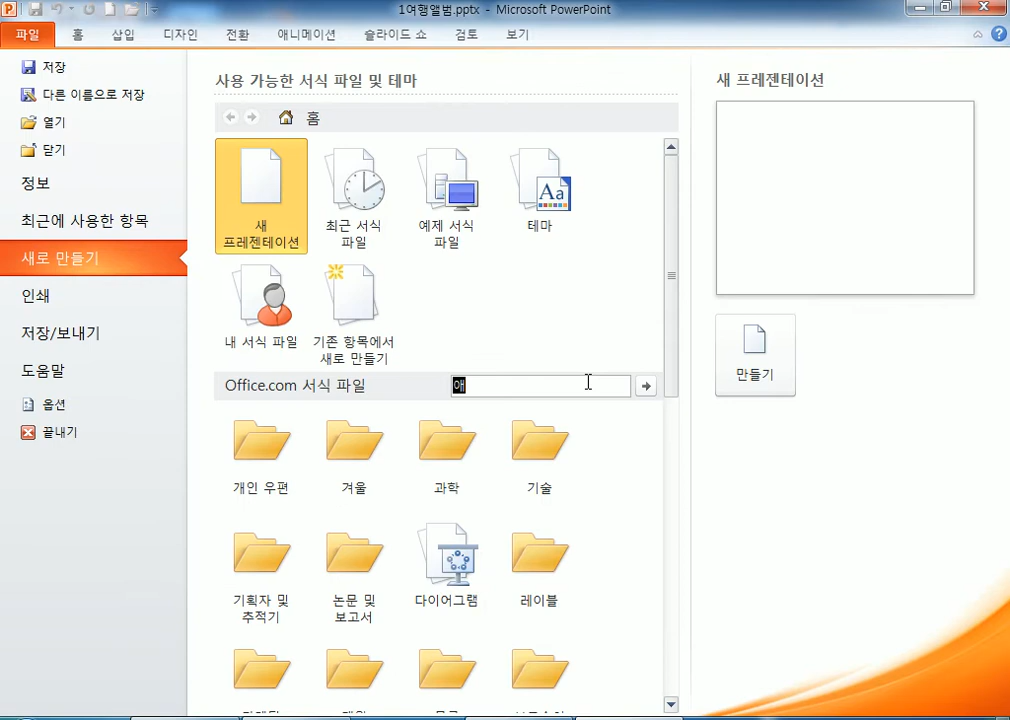 1여행앨범.pptx - Microsoft PowerPoint
파일 홈 삽입 디자인 전환 애니메이션 슬라이드 쇼 검토 보기
저장
다른 이름으로 저장
열기
닫기
정보
최근에 사용한 항목
새로 만들기
인쇄
저장/보내기
도움말
옵션
끝내기
사용 가능한 서식 파일 및 테마
홈
새
프레젠테이션
최근 서식
파일
예제 서식
파일
Aa
테마
내 서식 파일
기존 항목에서
새로 만들기
Office.com 서식 파일
애
개인 우편
겨울
과학
기술
기획자 및
추적기
논문 및
보고서
다이어그램
레이블
새 프레젠테이션
만들기